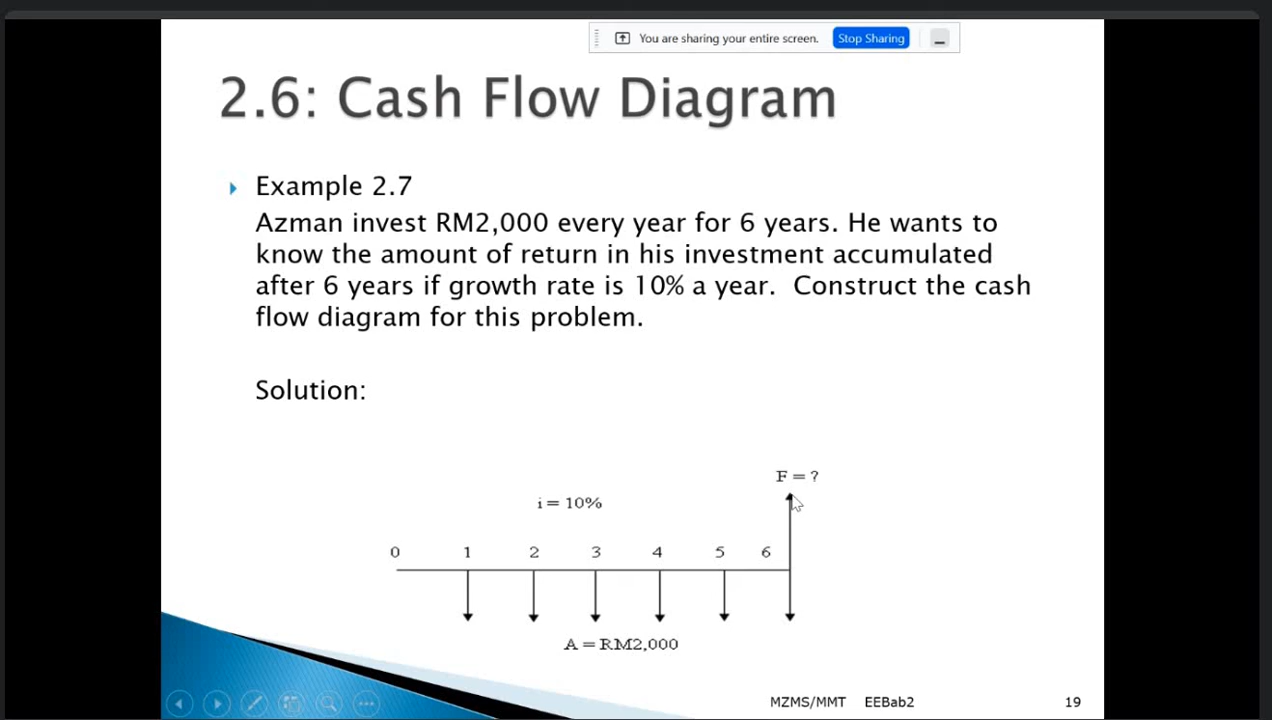 You are sharing your entire screen. Stop Sharing
2.6: Cash Flow Diagram
Example 2.7
Azman invest RM2,000 every year for 6 years. He wants to
know the amount of return in his investment accumulated
after 6 years if growth rate is 10% a year. Construct the cash
flow diagram for this problem.
Solution:
F = ?
i = 10%
0 1 2 3 4 5 6
A = RM2,000
MZMS/MMT EEBab2 19